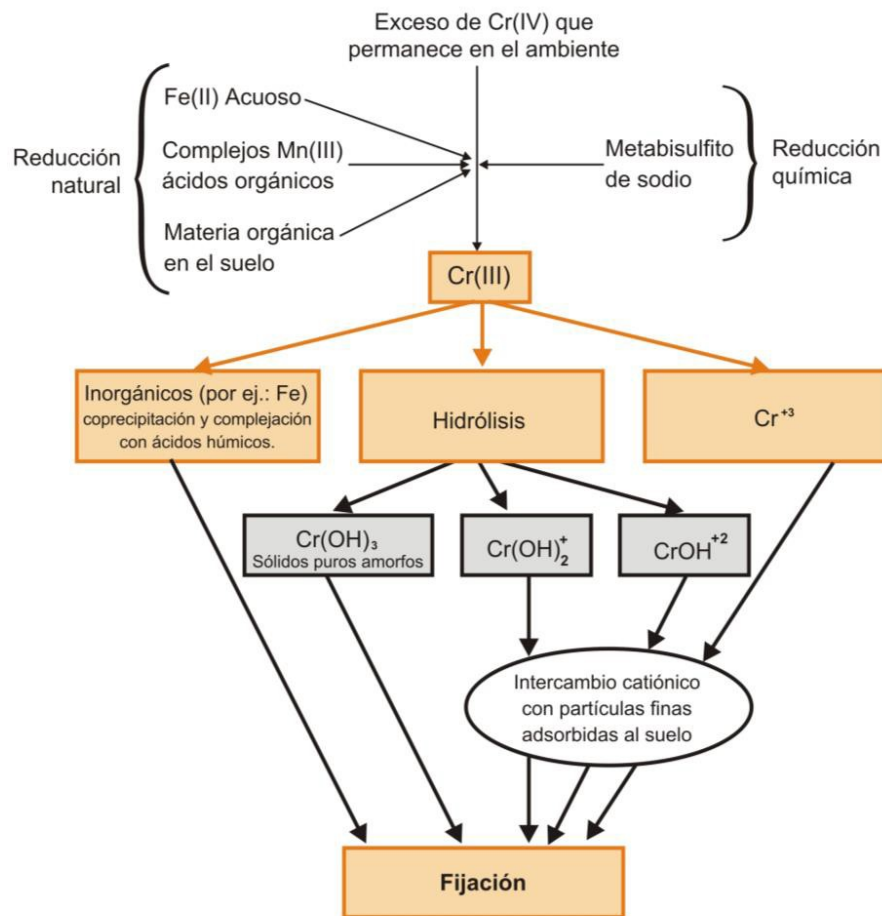 Exceso de Cr(IV) que
permanece en el ambiente
Reducción
natural
Fe(II) Acuoso
Complejos Mn(III)
ácidos orgánicos
Materia orgánica
en el suelo
Metabisulfito
de sodio
Reducción
química
Cr(III)
Inorgánicos (por ej.: Fe)
coprecipitación y complejación
con ácidos húmicos.
Hidrólisis
Cr⁺³
Cr(OH)₃
Sólidos puros amorfos
Cr(OH)₂⁺
CrOH⁺²
Intercambio catiónico
con partículas finas
adsorbidas al suelo
Fijación